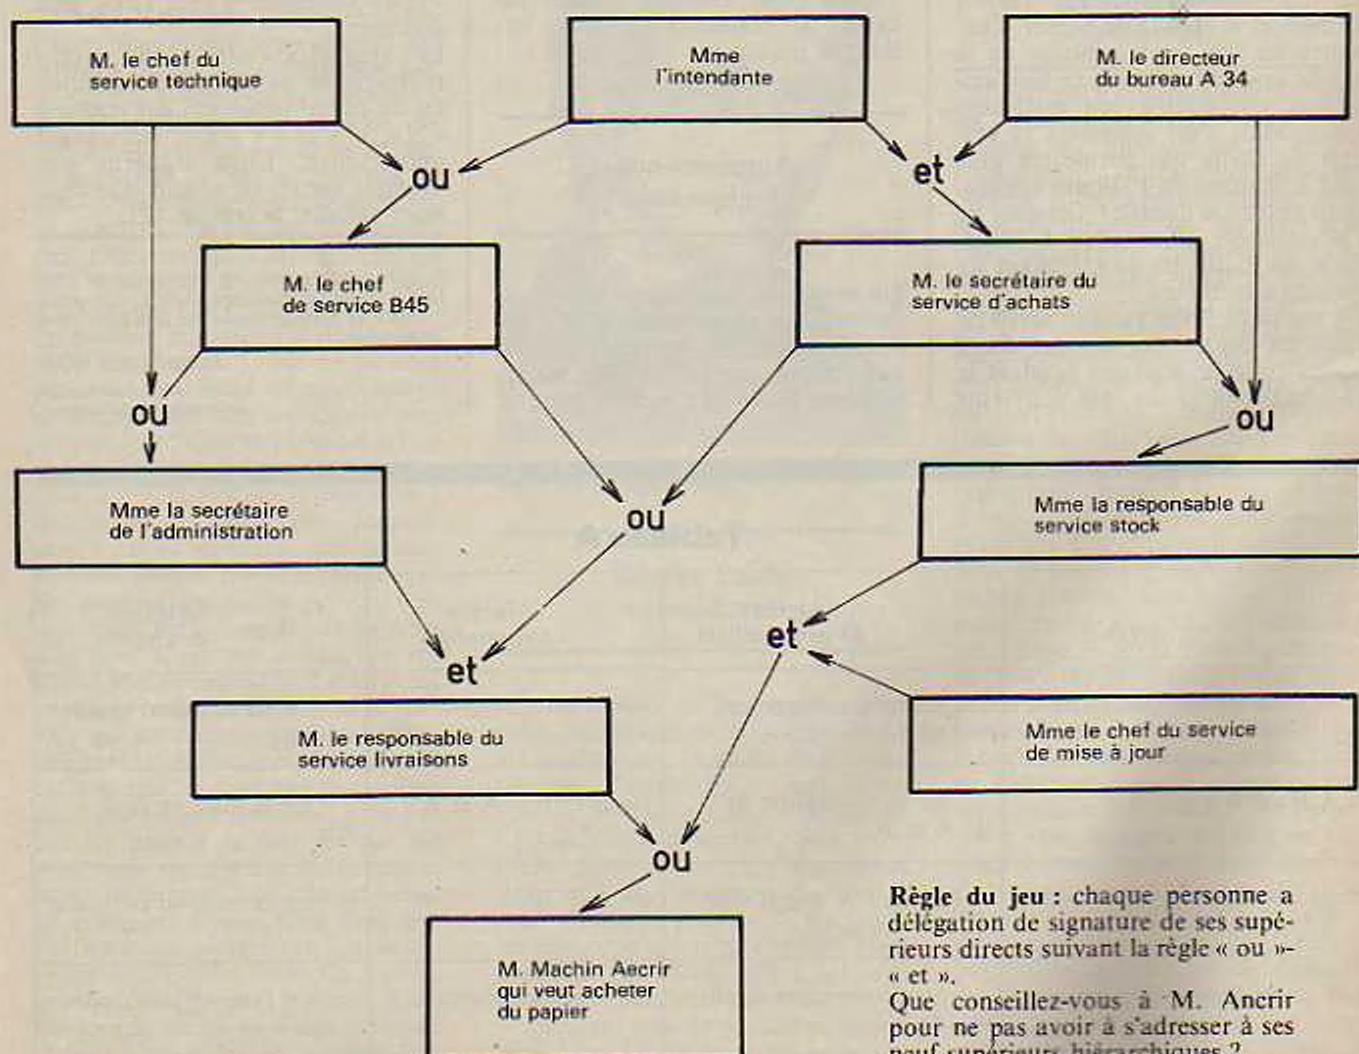 M. le chef du
service technique
Mme
l'intendante
M. le directeur
du bureau A 34
ou
et
M. le chef
de service B45
M. le secrétaire du
service d'achats
ou
ou
Mme la secrétaire
de l'administration
ou
Mme la responsable du
service stock
et
et
M. le responsable du
service livraisons
Mme le chef du service
de mise à jour
ou
M. Machin Aecrir
qui veut acheter
du papier
Règle du jeu : chaque personne a
délégation de signature de ses supé-
rieurs directs suivant la règle « ou »-
« et ».
Que conseillez-vous à M. Ancrir
pour ne pas avoir à s'adresser à ses
neuf supérieurs hiérarchiques ?